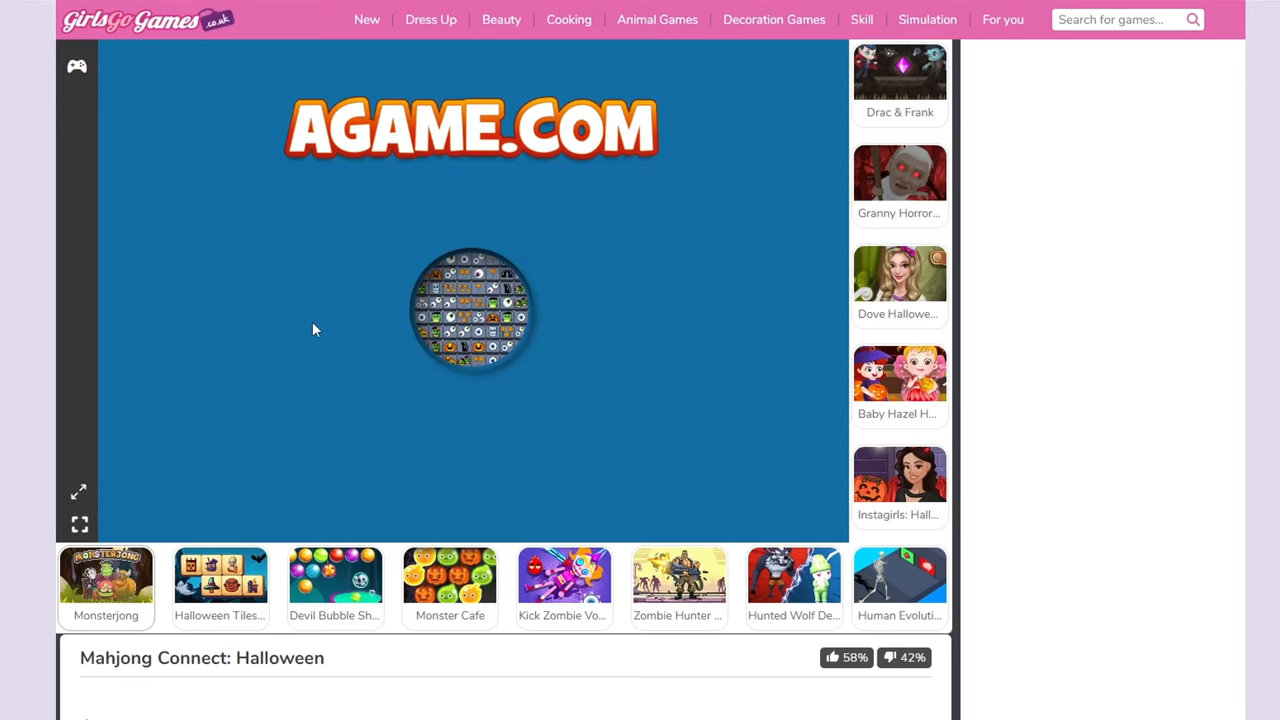 GirlsGoGames.co.uk
New
Dress Up
Beauty
Cooking
Animal Games
Decoration Games
Skill
Simulation
For you
Search for games...
AGAME.COM
Drac & Frank
Granny Horror...
Dove Hallowe...
Baby Hazel H...
Instagirls: Hall...
MONSTERJONG
Monsterjong
Halloween Tiles...
Devil Bubble Sh...
Monster Cafe
Kick Zombie Vo...
Zombie Hunter ...
Hunted Wolf De...
Human Evoluti...
Mahjong Connect: Halloween
58%
42%